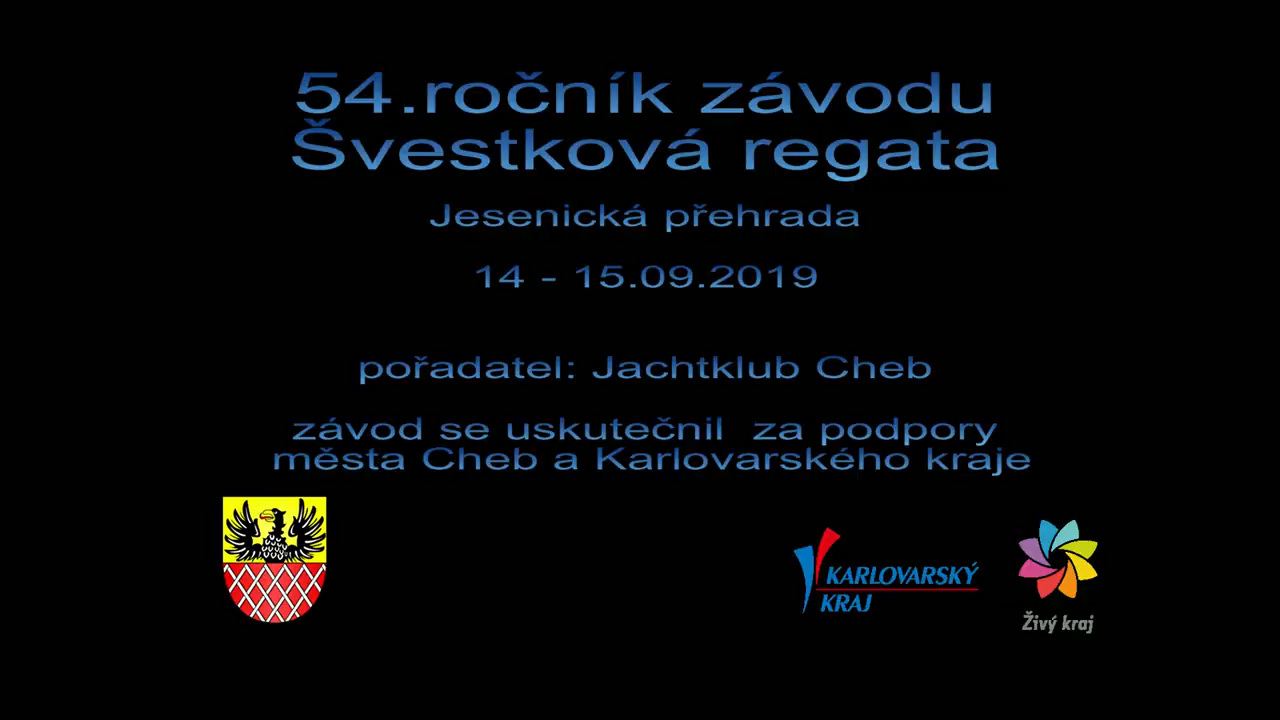 54.ročník závodu
Švestková regata
Jesenická přehrada
14 - 15.09.2019
pořadatel: Jachtklub Cheb
závod se uskutečnil za podpory
města Cheb a Karlovarského kraje
KARLOVARSKÝ
KRAJ
Živý kraj